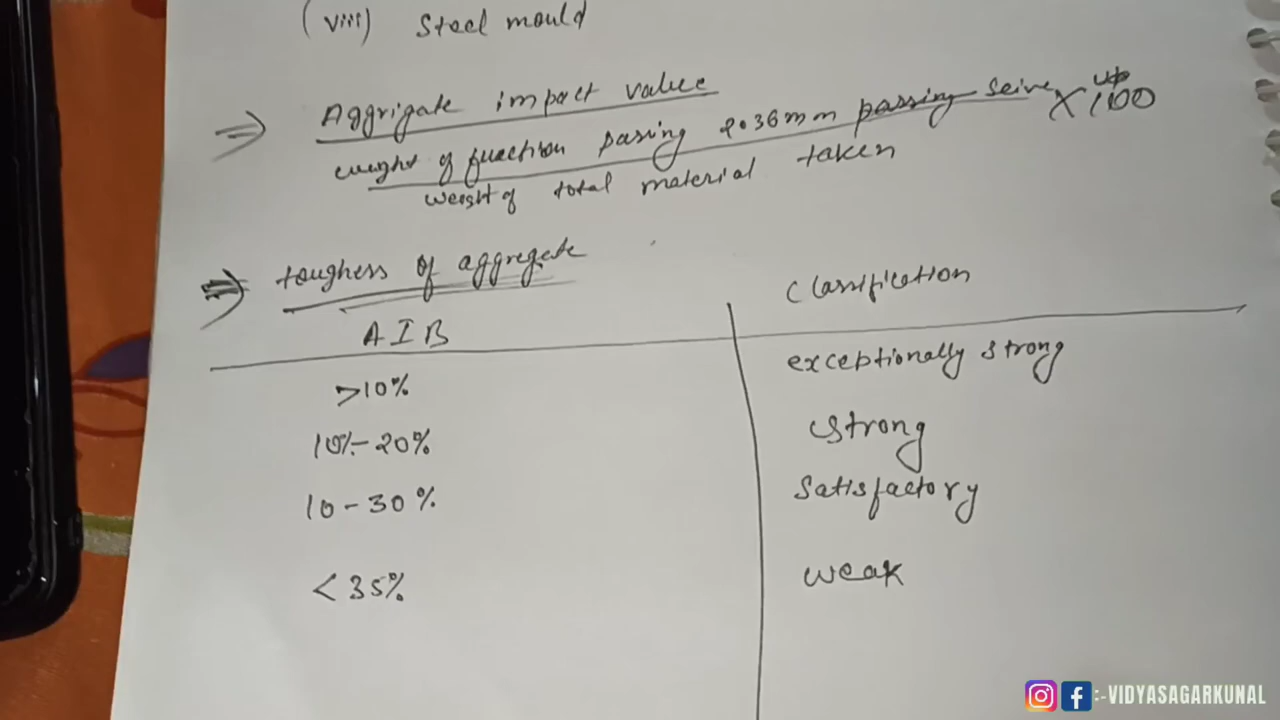 (viii) Steel mould
⇒ Aggrigate impact value
weight of fraction passing 2.36mm passing seive X 100
weight of total material taken
⇒ toughess of aggregate
AIB Classification
>10% exceptionally strong
10%-20% strong
10-30% Satisfactory
<35% weak
:-VIDYASAGARKUNAL